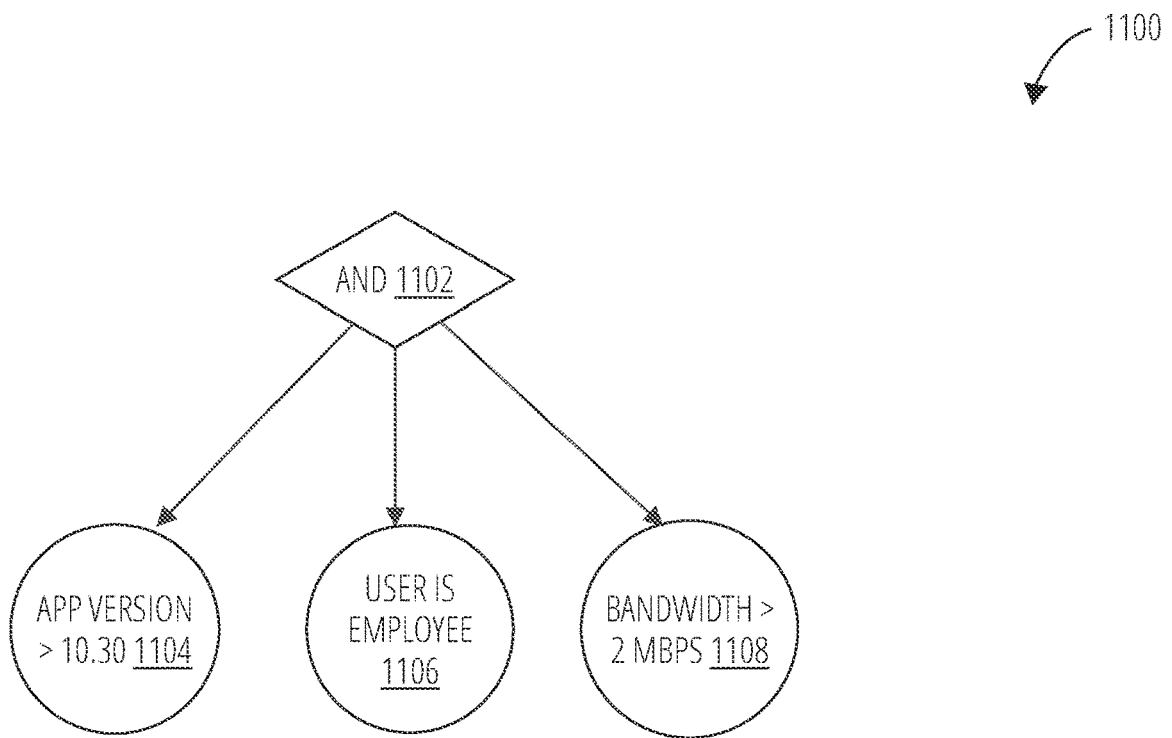 1100
AND 1102
APP VERSION
> 10.30 1104
USER IS
EMPLOYEE
1106
BANDWIDTH >
2 MBPS 1108